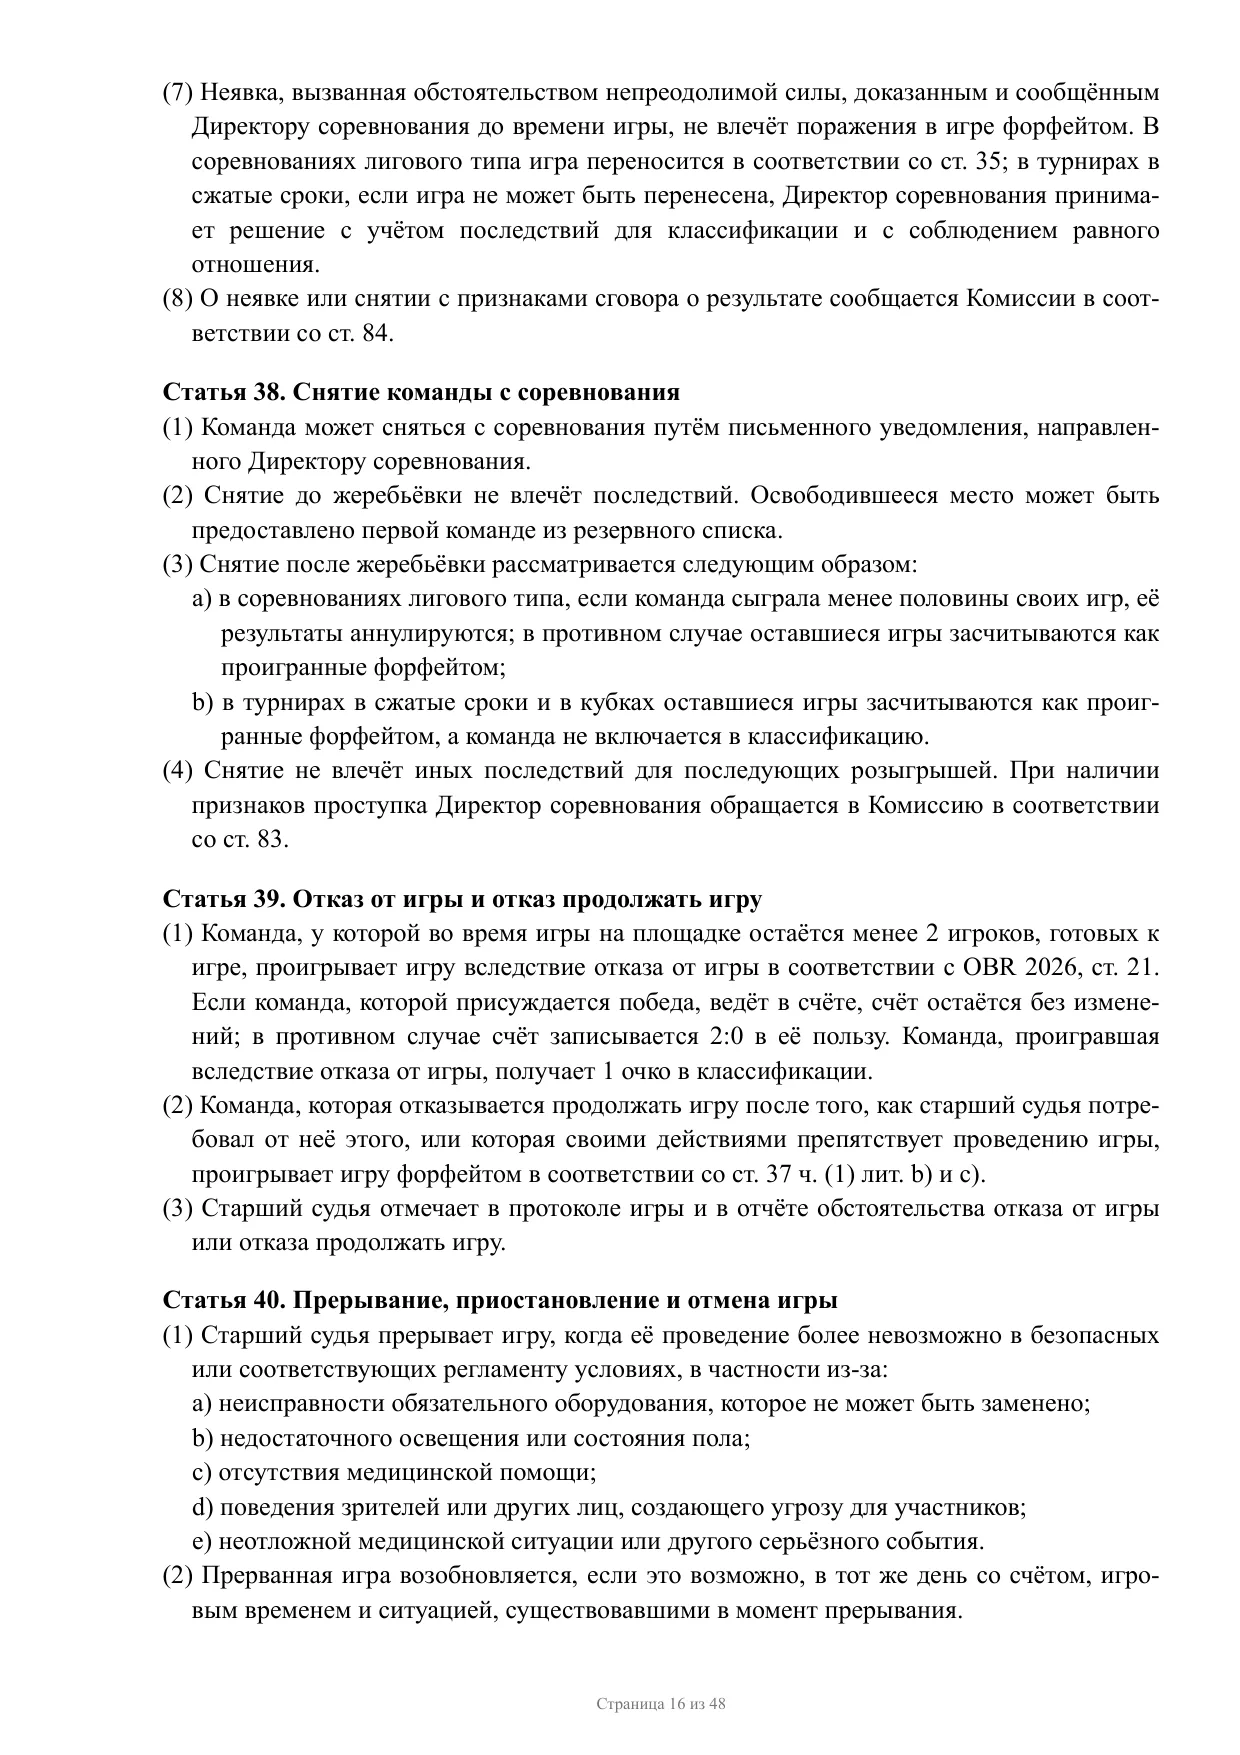 (7) Неявка, вызванная обстоятельством непреодолимой силы, доказанным и сообщённым
Директору соревнования до времени игры, не влечёт поражения в игре форфейтом. В
соревнованиях лигового типа игра переносится в соответствии со ст. 35; в турнирах в
сжатые сроки, если игра не может быть перенесена, Директор соревнования принима-
ет решение с учётом последствий для классификации и с соблюдением равного
отношения.
(8) О неявке или снятии с признаками сговора о результате сообщается Комиссии в соот-
ветствии со ст. 84.
Статья 38. Снятие команды с соревнования
(1) Команда может сняться с соревнования путём письменного уведомления, направлен-
ного Директору соревнования.
(2) Снятие до жеребьёвки не влечёт последствий. Освободившееся место может быть
предоставлено первой команде из резервного списка.
(3) Снятие после жеребьёвки рассматривается следующим образом:
a) в соревнованиях лигового типа, если команда сыграла менее половины своих игр, её
результаты аннулируются; в противном случае оставшиеся игры засчитываются как
проигранные форфейтом;
b) в турнирах в сжатые сроки и в кубках оставшиеся игры засчитываются как проиг-
ранные форфейтом, а команда не включается в классификацию.
(4) Снятие не влечёт иных последствий для последующих розыгрышей. При наличии
признаков проступка Директор соревнования обращается в Комиссию в соответствии
со ст. 83.
Статья 39. Отказ от игры и отказ продолжать игру
(1) Команда, у которой во время игры на площадке остаётся менее 2 игроков, готовых к
игре, проигрывает игру вследствие отказа от игры в соответствии с OBR 2026, ст. 21.
Если команда, которой присуждается победа, ведёт в счёте, счёт остаётся без измене-
ний; в противном случае счёт записывается 2:0 в её пользу. Команда, проигравшая
вследствие отказа от игры, получает 1 очко в классификации.
(2) Команда, которая отказывается продолжать игру после того, как старший судья потре-
бовал от неё этого, или которая своими действиями препятствует проведению игры,
проигрывает игру форфейтом в соответствии со ст. 37 ч. (1) лит. b) и c).
(3) Старший судья отмечает в протоколе игры и в отчёте обстоятельства отказа от игры
или отказа продолжать игру.
Статья 40. Прерывание, приостановление и отмена игры
(1) Старший судья прерывает игру, когда её проведение более невозможно в безопасных
или соответствующих регламенту условиях, в частности из-за:
a) неисправности обязательного оборудования, которое не может быть заменено;
b) недостаточного освещения или состояния пола;
c) отсутствия медицинской помощи;
d) поведения зрителей или других лиц, создающего угрозу для участников;
e) неотложной медицинской ситуации или другого серьёзного события.
(2) Прерванная игра возобновляется, если это возможно, в тот же день со счётом, игро-
вым временем и ситуацией, существовавшими в момент прерывания.
Страница 16 из 48